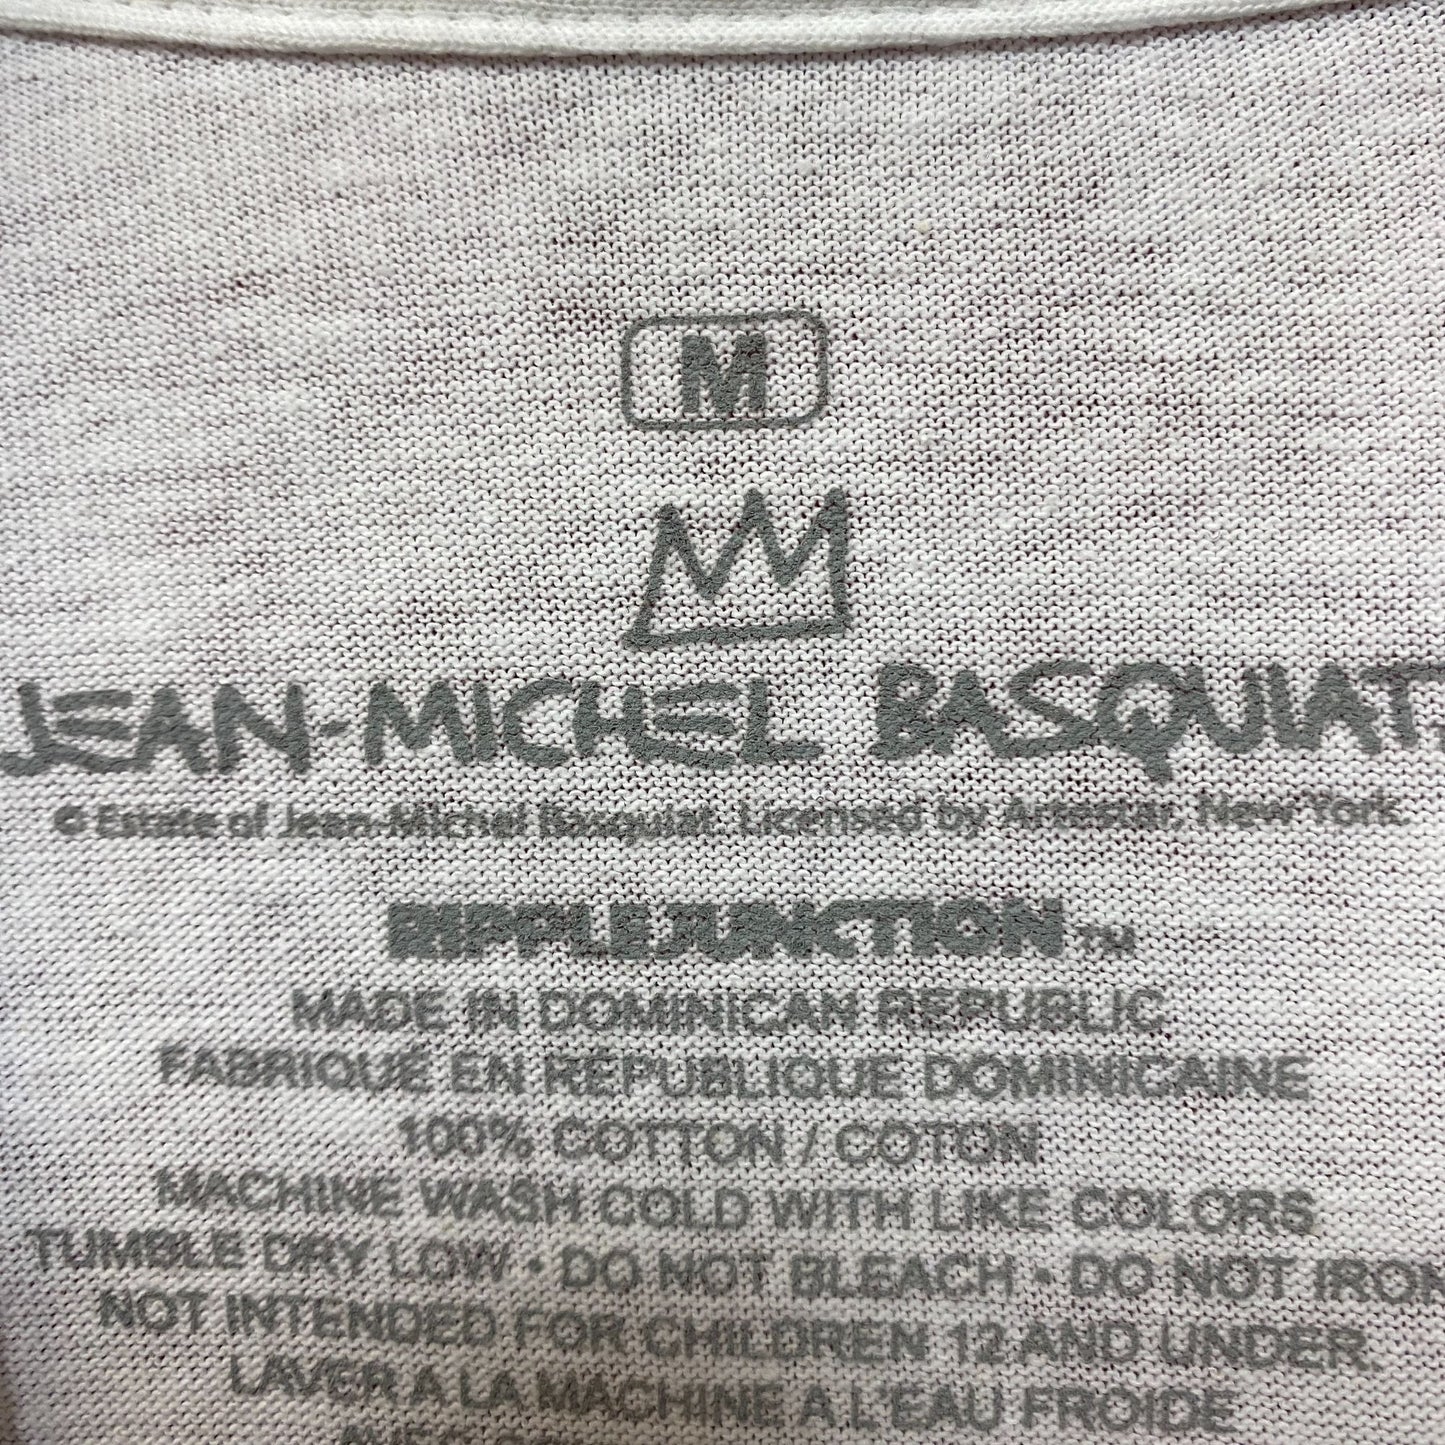 M
JEAN-MICHEL BASQUIAT
© Estate of Jean-Michel Basquiat. Licensed by Artestar, New York
RIPPLEJUNCTION™
MADE IN DOMINICAN REPUBLIC
FABRIQUÉ EN RÉPUBLIQUE DOMINICAINE
100% COTTON / COTON
MACHINE WASH COLD WITH LIKE COLORS
TUMBLE DRY LOW • DO NOT BLEACH • DO NOT IRON
NOT INTENDED FOR CHILDREN 12 AND UNDER.
LAVER A LA MACHINE A L'EAU FROIDE